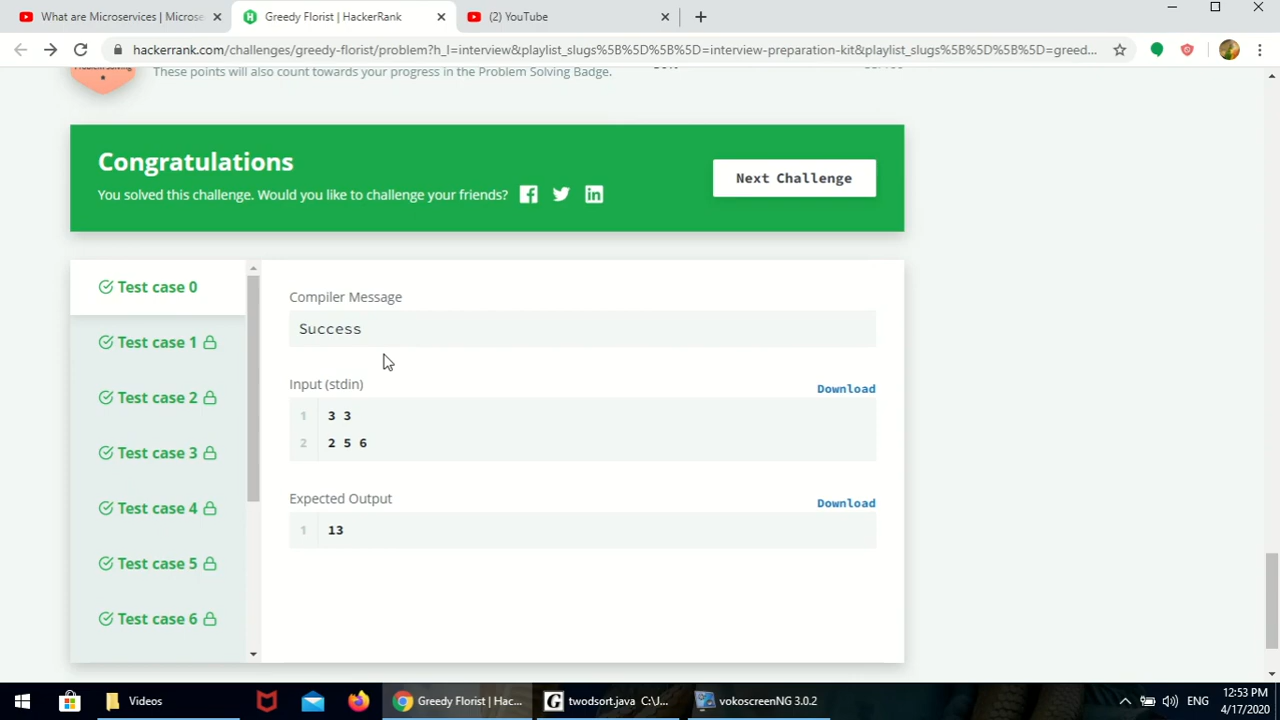 What are Microservices | Microse
Greedy Florist | HackerRank
(2) YouTube
hackerrank.com/challenges/greedy-florist/problem?h_l=interview&playlist_slugs%5B%5D%5B%5D=interview-preparation-kit&playlist_slugs%5B%5D%5B%5D=greed...
These points will also count towards your progress in the Problem Solving Badge.
Congratulations
You solved this challenge. Would you like to challenge your friends?
Next Challenge
Test case 0
Test case 1
Test case 2
Test case 3
Test case 4
Test case 5
Test case 6
Compiler Message
Success
Input (stdin)
Download
1 3 3
2 2 5 6
Expected Output
Download
1 13
Videos
Greedy Florist | Hac...
twodsort.java C:\J...
vokoscreenNG 3.0.2
ENG
12:53 PM
4/17/2020